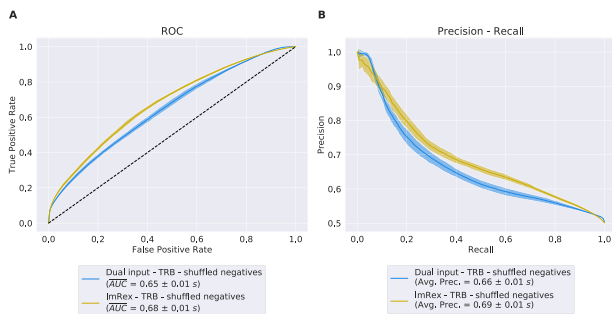 A
ROC
1.0
0.8
0.6
0.4
0.2
0.0
True Positive Rate
0.0
0,2
0.4
0.6
0.8
1.0
False Positive Rate
Dual input - TRB - shuffled negatives
(AUC = 0.65 ± 0.01 s)
ImRex - TRB - shuffled negatives
(AUC = 0,68 ± 0,01 s)
B
Precision - Recall
1.0
0.9
0.8
0.7
0.6
0.5
Precision
0.0
0.2
0.4
0.6
0.8
1.0
Recall
Dual input - TRB - shuffled negatives
(Avg. Prec. = 0.66 ± 0.01 s)
ImRex - TRB - shuffled negatives
(Avg. Prec. = 0.69 ± 0.01 s)